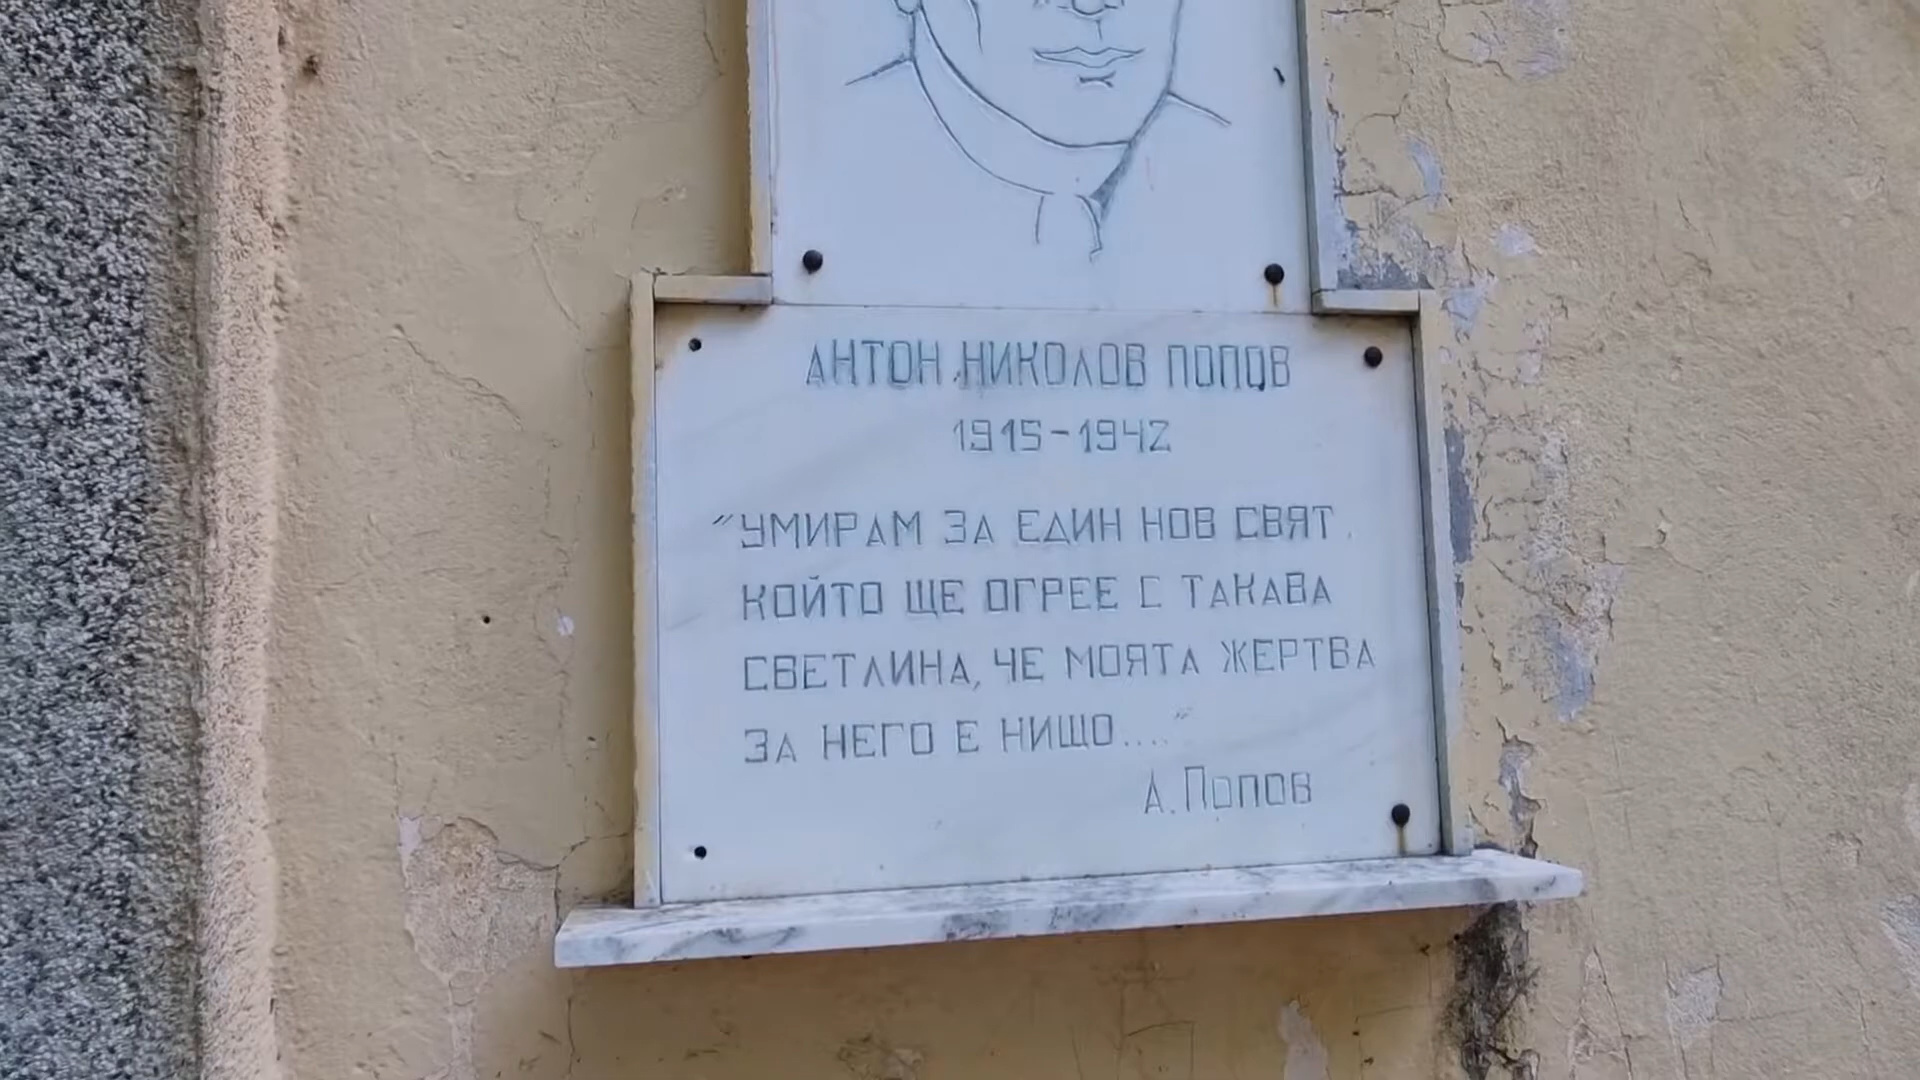 АНТОН НИКОЛОВ ПОПОВ
1915-1942
"УМИРАМ ЗА ЕДИН НОВ СВЯТ,
КОЙТО ЩЕ ОГРЕЕ С ТАКАВА
СВЕТЛИНА, ЧЕ МОЯТА ЖЕРТВА
ЗА НЕГО Е НИЩО...."
А. ПОПОВ